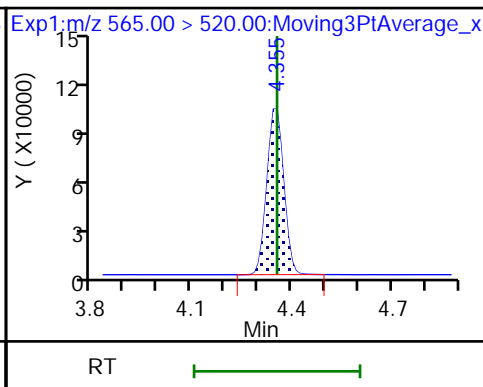 Exp1:m/z 565.00 > 520.00:Moving3PtAverage_x
15
12
9
6
3
0
Y ( X10000)
4.355
3.8
4.1
4.4
4.7
Min
RT